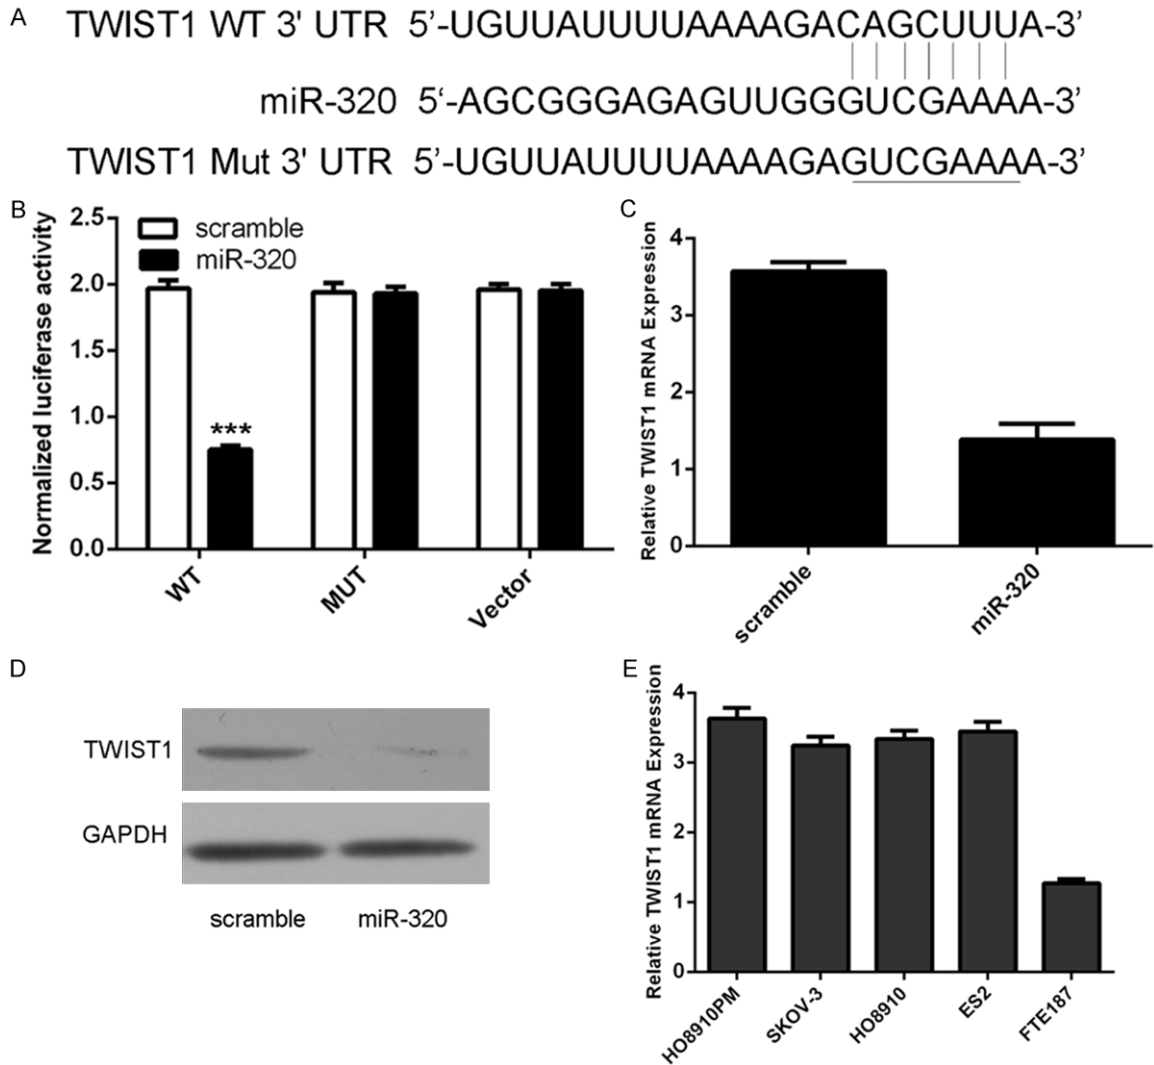 A
TWIST1 WT 3' UTR 5'-UGUUAUUUUAAAAGACAGCUUUA-3'
miR-320 5‘-AGCGGGAGAGUUGGGUCGAAAA-3'
TWIST1 Mut 3' UTR 5'-UGUUAUUUUAAAAGAGUCGAAAA-3'
B
Normalized luciferase activity
2.5
2.0
1.5
1.0
0.5
0.0
scramble
miR-320
***
WT
MUT
Vector
C
Relative TWIST1 mRNA Expression
4
3
2
1
0
scramble
miR-320
D
TWIST1
GAPDH
scramble
miR-320
E
Relative TWIST1 mRNA Expression
4
3
2
1
0
HO8910PM
SKOV-3
HO8910
ES2
FTE187